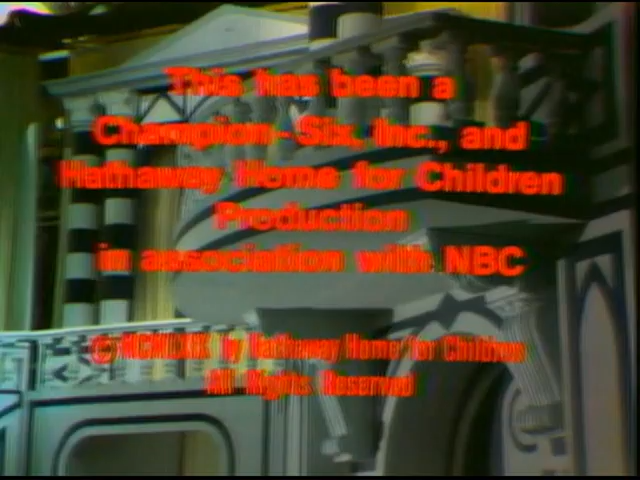 This has been a
Champion-Six, Inc., and
Hathaway Home for Children
Production
in association with NBC
by Hathaway Home for Children
All Rights Reserved